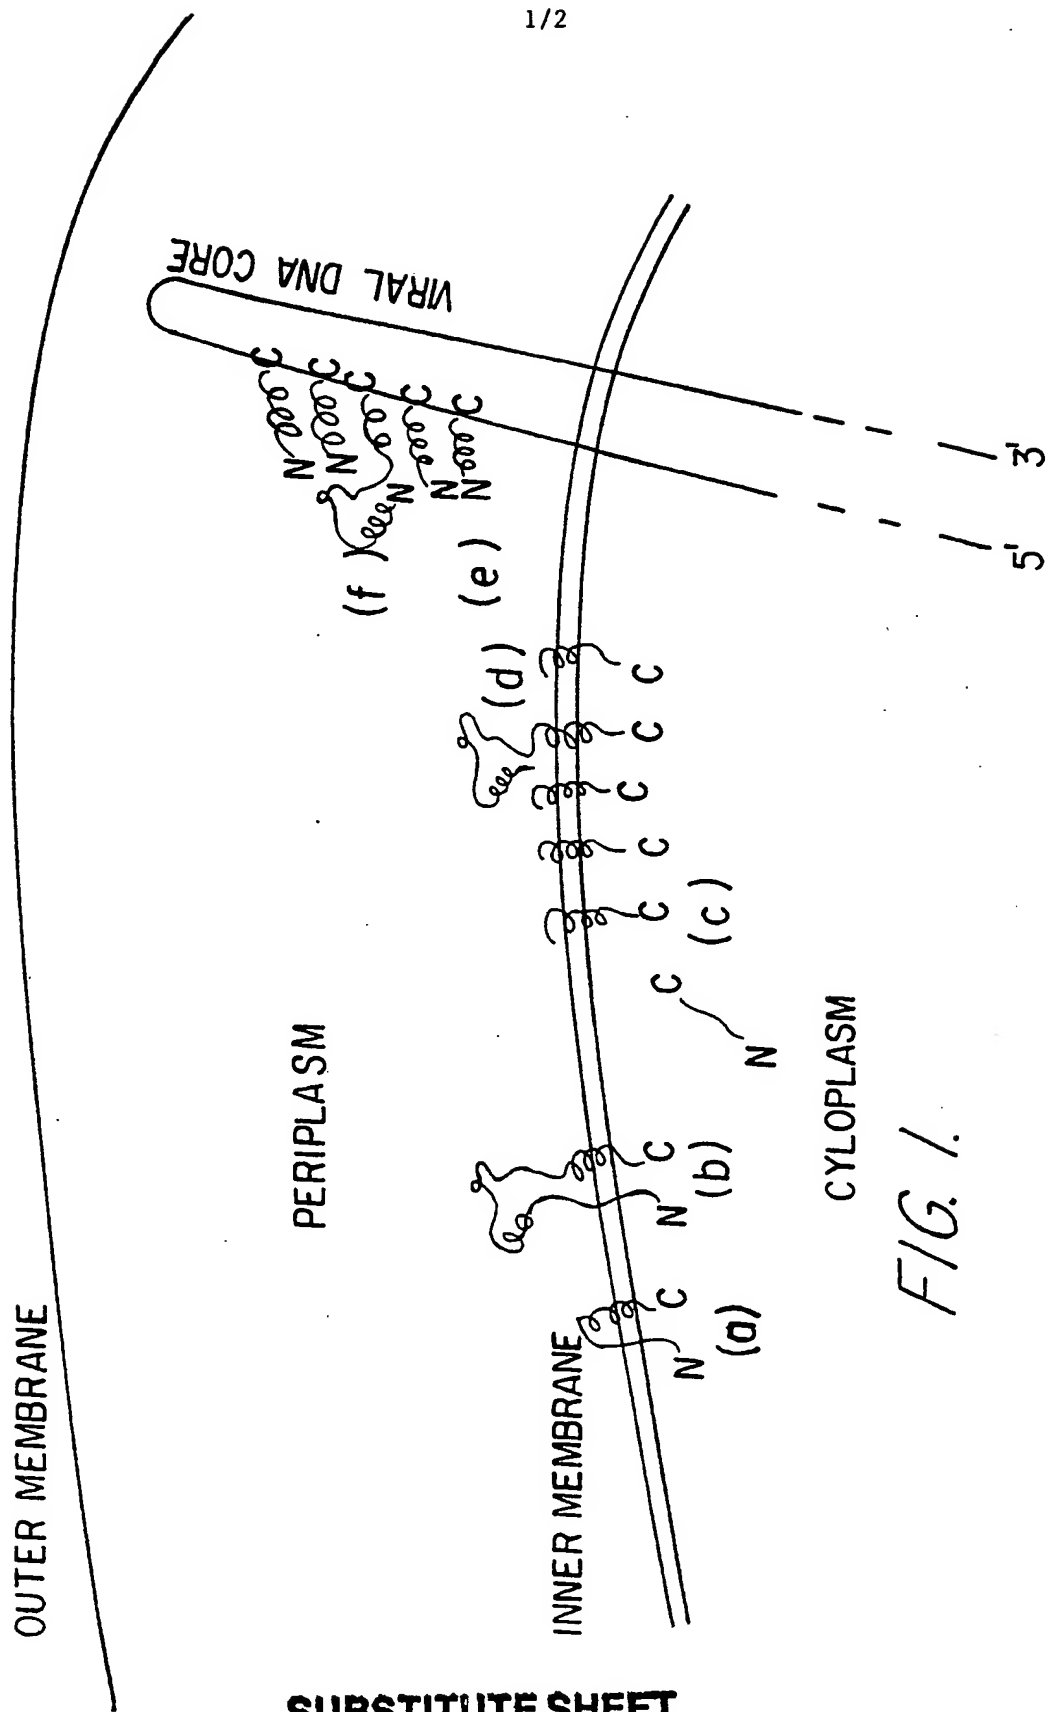 1/2
OUTER MEMBRANE
PERIPLASM
INNER MEMBRANE
VIRAL DNA CORE
C
C
C
C
C
N
N
N
N
N
(f)
(e)
(d)
C
C
C
C
C
(c)
C
N
C
N
(b)
C
N
(a)
5'
3'
CYLOPLASM
FIG. 1.
SUBSTITUTE SHEET